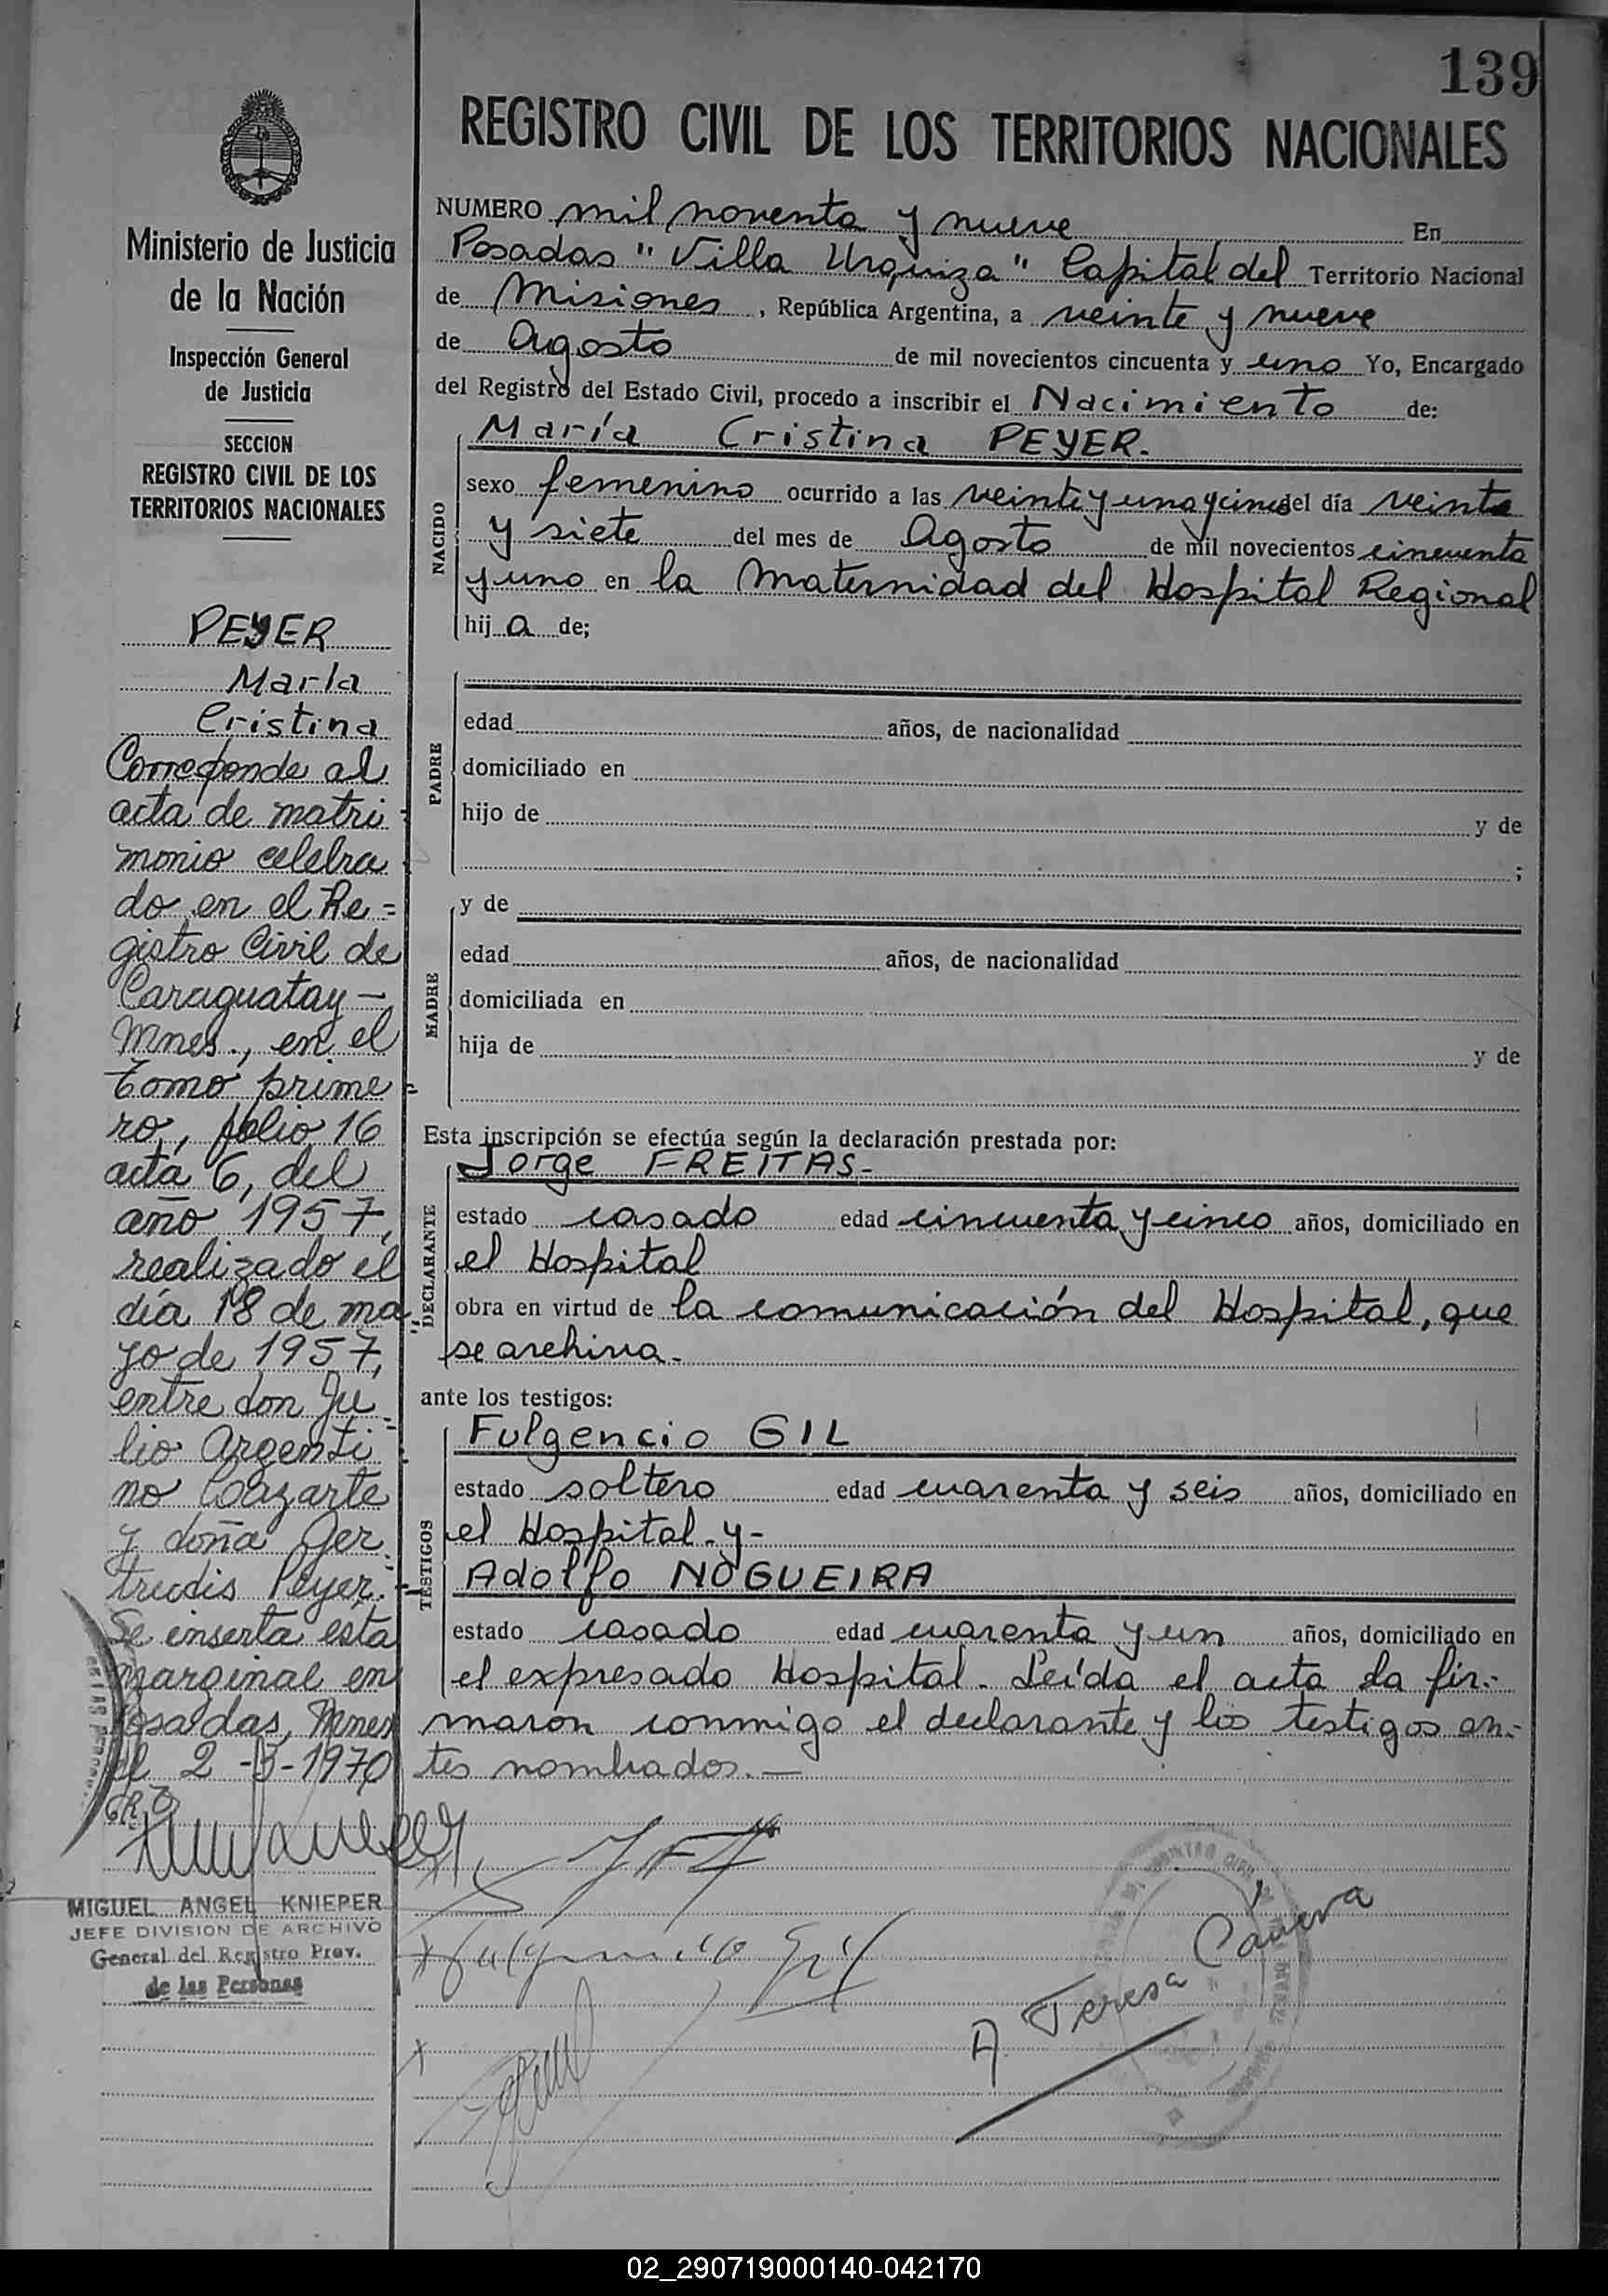 139
REGISTRO CIVIL DE LOS TERRITORIOS NACIONALES
Ministerio de Justicia
de la Nación
Inspección General
de Justicia
SECCION
REGISTRO CIVIL DE LOS
TERRITORIOS NACIONALES
PEYER
María
Cristina
Correponde al
acta de matri
monio celebra
do en el Re=
gistro Civil de
Caraguatay -
Mnes., en el
tomo prime=
ro, folio 16
acta 6, del
año 1957,
realizado el
día 18 de ma
yo de 1957,
entre don Ju
lio Argenti
no
y doña Ger
trudis Peyer.-
Se inserta esta
marginal en
Posadas, Mnes
el 2 -3-1970
MIGUEL ANGEL KNIEPER
JEFE DIVISION DE ARCHIVO
General del Registro Prov.
de las Personas
NUMERO mil noventa y nueve En
Posadas "Villa Urquiza" Capital del Territorio Nacional
de Misiones, República Argentina, a veinte y nueve
de Agosto de mil novecientos cincuenta y uno Yo, Encargado
del Registro del Estado Civil, procedo a inscribir el Nacimiento de:
María Cristina PEYER.
NACIDO
sexo femenino ocurrido a las veinte y una y cinco del día veinte
y siete del mes de Agosto de mil novecientos cincuenta
y uno en la Maternidad del Hospital Regional
hij a de;
PADRE
edad años, de nacionalidad
domiciliado en
hijo de y de
;
MADRE
y de
edad años, de nacionalidad
domiciliada en
hija de y de
Esta inscripción se efectúa según la declaración prestada por:
DECLARANTE
Jorge FREITAS.-
estado casado edad cincuenta y cinco años, domiciliado en
el Hospital
obra en virtud de la comunicación del Hospital, que
se archiva.-
ante los testigos:
TESTIGOS
Fulgencio GIL
estado soltero edad cuarenta y seis años, domiciliado en
el Hospital.y-
Adolfo NOGUEIRA
estado casado edad cuarenta y un años, domiciliado en
el expresado Hospital. Leída el acta la fir-
maron conmigo el declarante y los testigos an-
tes nombrados.-
Fulgencio Gil
A Teresa
02_290719000140-042170